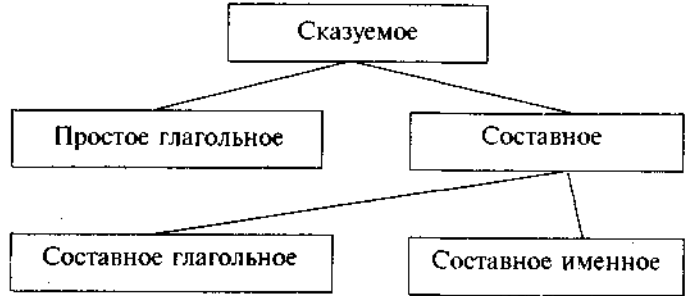 Сказуемое
Простое глагольное
Составное
Составное глагольное
Составное именное